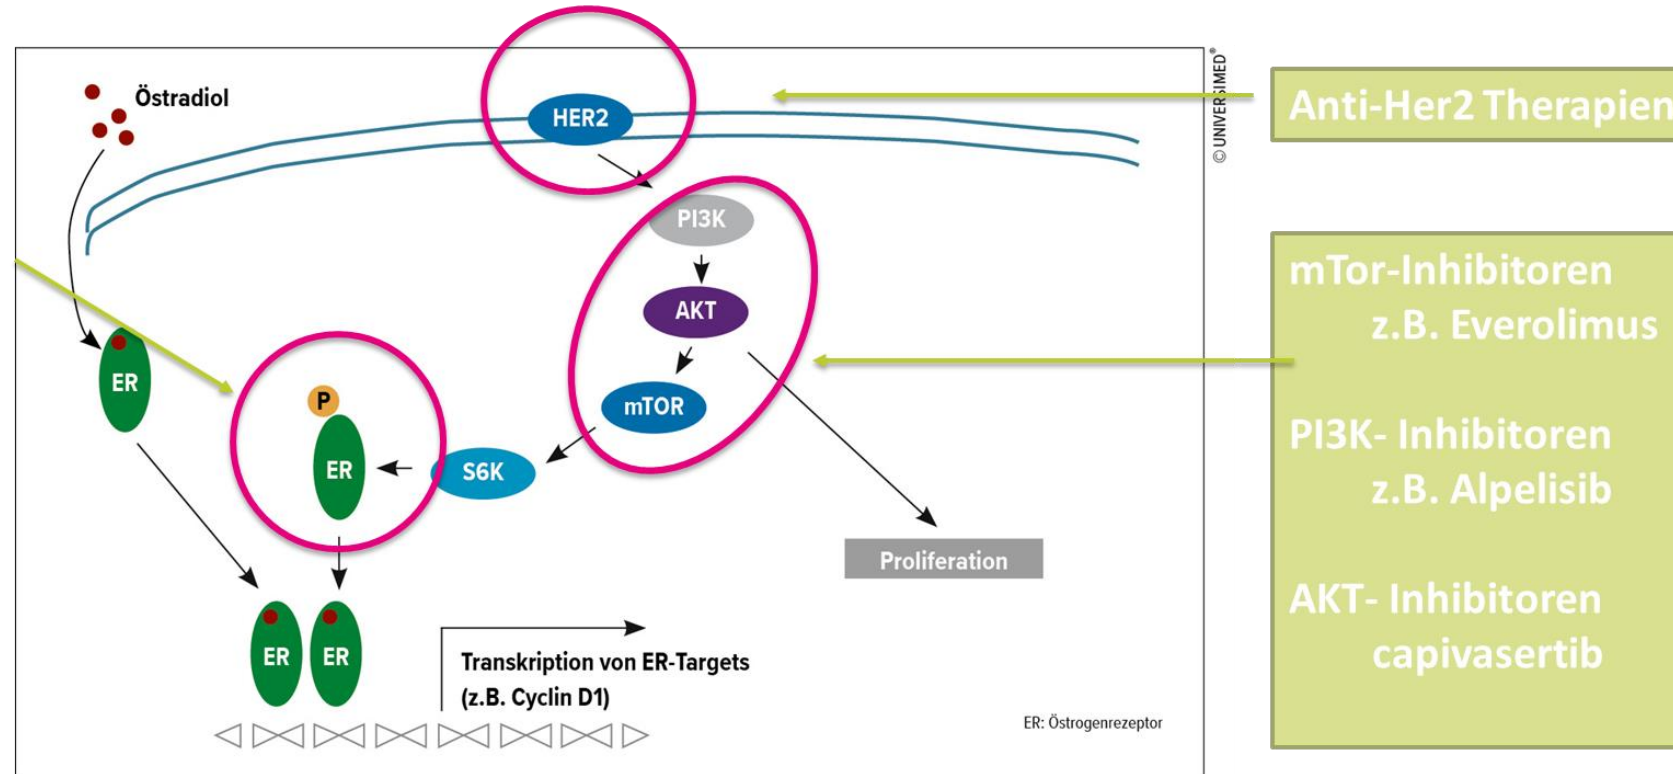 Östradiol
HER2
© UNIVERSIMED®
Anti-Her2 Therapien
PI3K
AKT
mTOR
S6K
ER
P
ER
Proliferation
ER
ER
Transkription von ER-Targets
(z.B. Cyclin D1)
ER: Östrogenrezeptor
mTor-Inhibitoren
z.B. Everolimus
PI3K- Inhibitoren
z.B. Alpelisib
AKT- Inhibitoren
capivasertib